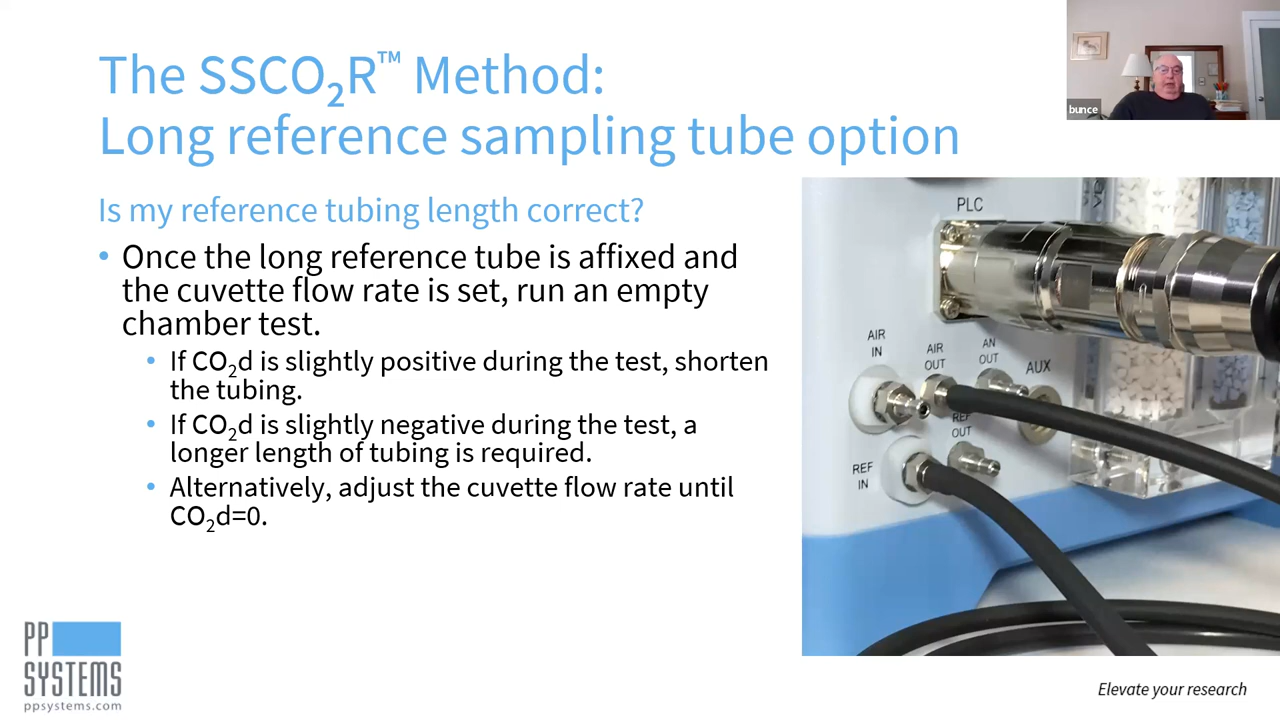 The SSCO₂R™ Method:
Long reference sampling tube option
bunce
Is my reference tubing length correct?
• Once the long reference tube is affixed and
the cuvette flow rate is set, run an empty
chamber test.
• If CO₂d is slightly positive during the test, shorten
the tubing.
• If CO₂d is slightly negative during the test, a
longer length of tubing is required.
• Alternatively, adjust the cuvette flow rate until
CO₂d=0.
PLC
AIR
IN
AIR
OUT
AN
OUT
AUX
REF
OUT
REF
IN
PP
SYSTEMS
ppsystems.com
Elevate your research